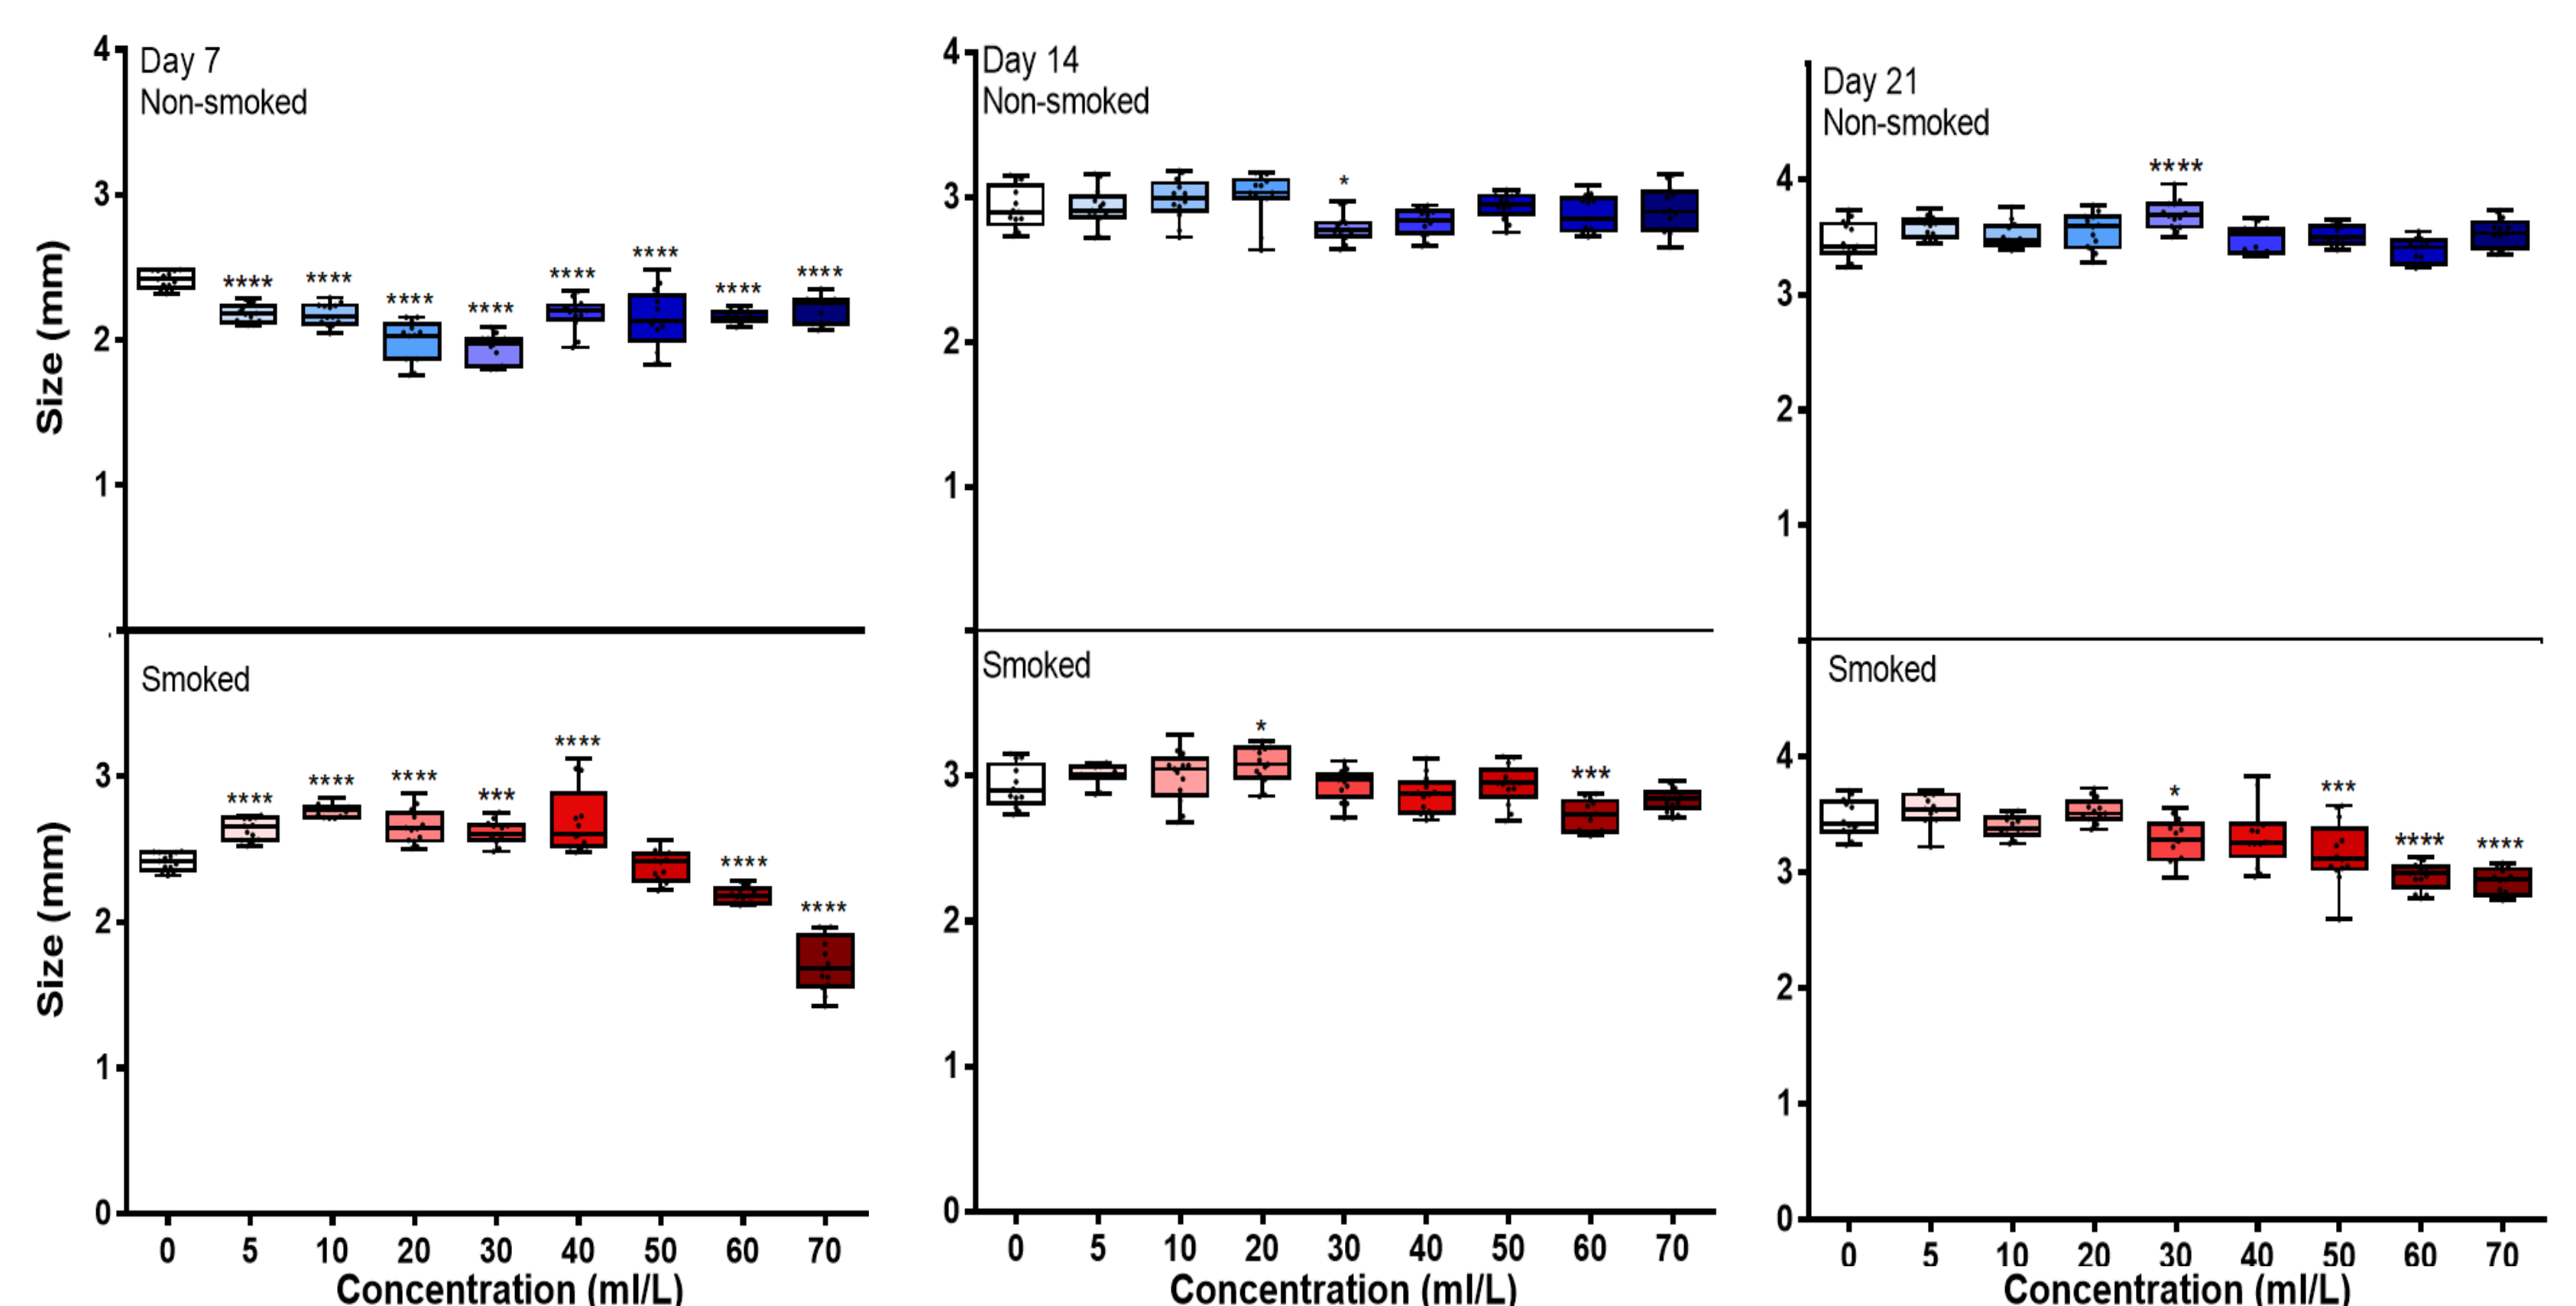 Day 7
Non-smoked
Size (mm)
4
3
2
1
****
****
****
****
****
****
****
****
Day 14
Non-smoked
4
3
2
1
*
Day 21
Non-smoked
4
3
2
1
****
Smoked
Size (mm)
3
2
1
0
****
****
****
***
****
****
****
0 5 10 20 30 40 50 60 70
Concentration (ml/L)
Smoked
3
2
1
0
*
***
0 5 10 20 30 40 50 60 70
Concentration (ml/L)
Smoked
4
3
2
1
0
*
***
****
****
0 5 10 20 30 40 50 60 70
Concentration (ml/L)